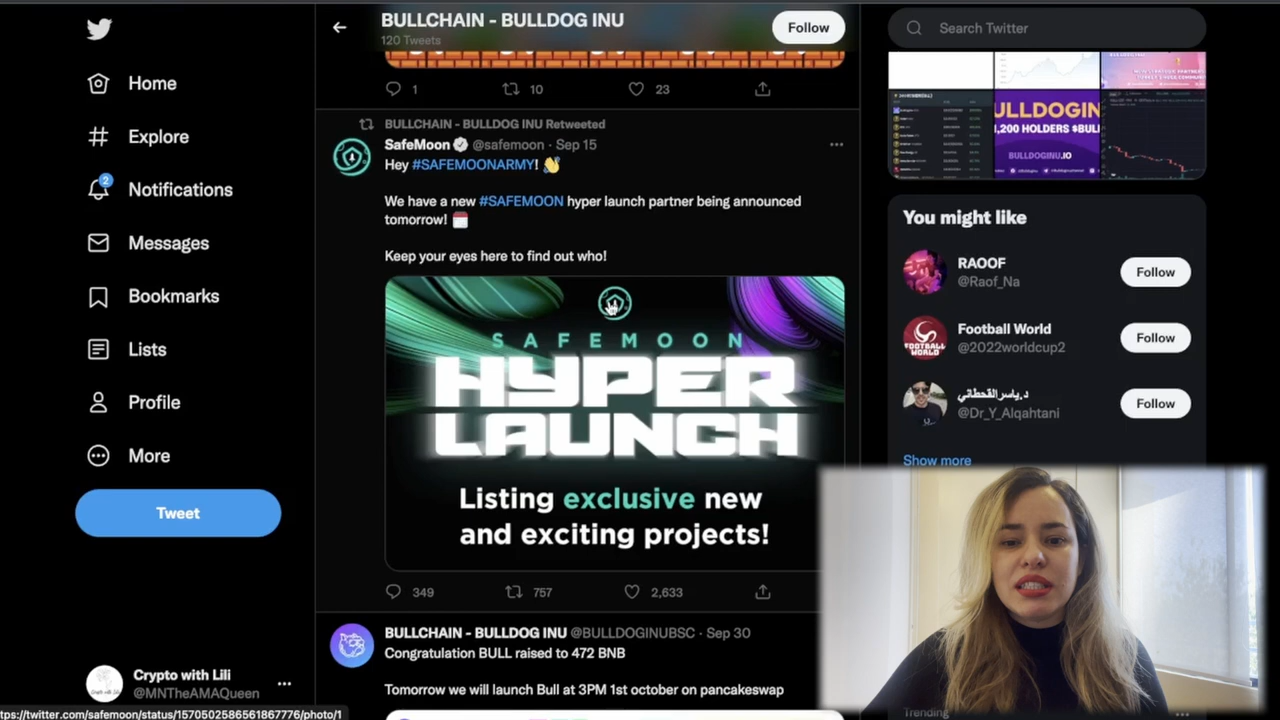 Home
Explore
2
Notifications
Messages
Bookmarks
Lists
Profile
More
Tweet
Crypto with Lili
@MNTheAMAQueen
https://twitter.com/safemoon/status/1570502586561867776/photo/1
BULLCHAIN - BULLDOG INU
120 Tweets
Follow
1
10
23
BULLCHAIN - BULLDOG INU Retweeted
SafeMoon @safemoon · Sep 15
Hey #SAFEMOONARMY!
We have a new #SAFEMOON hyper launch partner being announced
tomorrow!
Keep your eyes here to find out who!
SAFEMOON
HYPER
LAUNCH
Listing exclusive new
and exciting projects!
349
757
2,633
BULLCHAIN - BULLDOG INU @BULLDOGINUBSC · Sep 30
Congratulation BULL raised to 472 BNB
Tomorrow we will launch Bull at 3PM 1st october on pancakeswap
Search Twitter
ULLDOGIN
1,200 HOLDERS $BUL
BULLDOGINU.IO
You might like
RAOOF
@Raof_Na
Follow
FOOTBALL
WORLD
Football World
@2022worldcup2
Follow
د.ياسرالقحطاني
@Dr_Y_Alqahtani
Follow
Show more
Trending